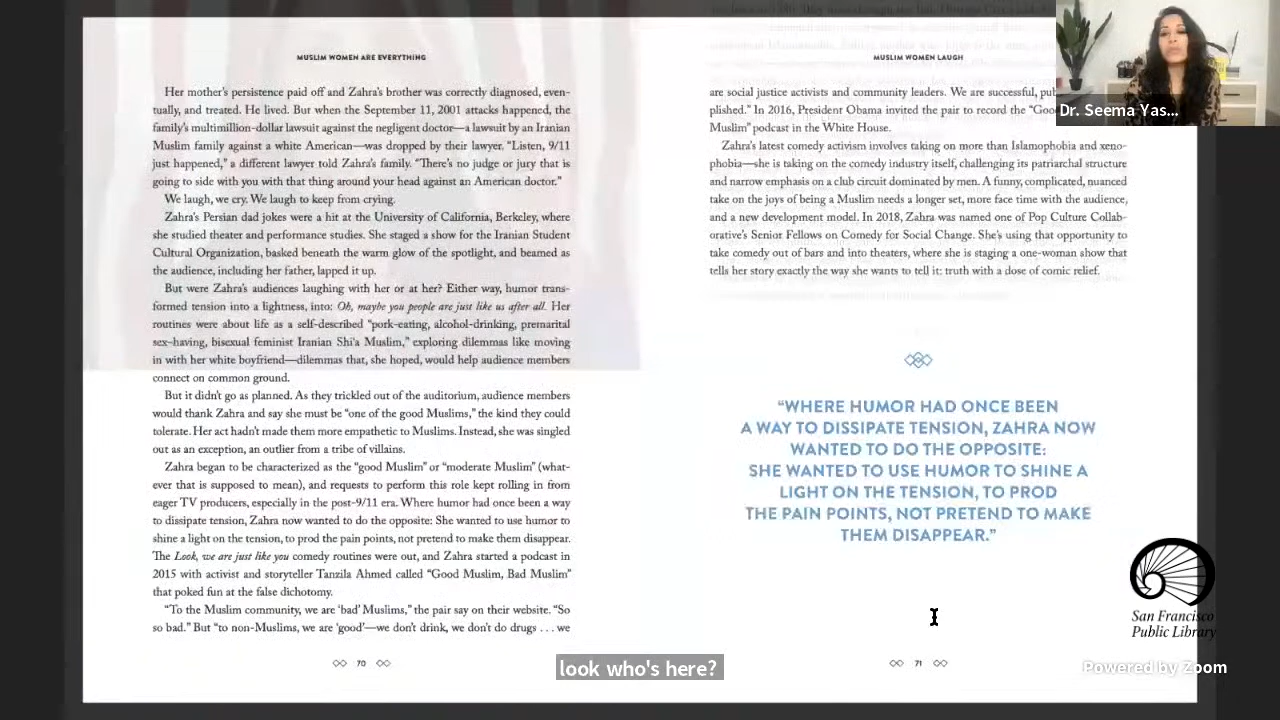 MUSLIM WOMEN ARE EVERYTHING
Her mother's persistence paid off and Zahra's brother was correctly diagnosed, even-
tually, and treated. He lived. But when the September 11, 2001 attacks happened, the
family's multimillion-dollar lawsuit against the negligent doctor—a lawsuit by an Iranian
Muslim family against a white American—was dropped by their lawyer. "Listen, 9/11
just happened," a different lawyer told Zahra's family. "There's no judge or jury that is
going to side with you with that thing around your head against an American doctor."
We laugh, we cry. We laugh to keep from crying.
Zahra's Persian dad jokes were a hit at the University of California, Berkeley, where
she studied theater and performance studies. She staged a show for the Iranian Student
Cultural Organization, basked beneath the warm glow of the spotlight, and beamed as
the audience, including her father, lapped it up.
But were Zahra's audiences laughing with her or at her? Either way, humor trans-
formed tension into a lightness, into: Oh, maybe you people are just like us after all. Her
routines were about life as a self-described "pork-eating, alcohol-drinking, premarital
sex-having, bisexual feminist Iranian Shi'a Muslim," exploring dilemmas like moving
in with her white boyfriend—dilemmas that, she hoped, would help audience members
connect on common ground.
But it didn't go as planned. As they trickled out of the auditorium, audience members
would thank Zahra and say she must be "one of the good Muslims," the kind they could
tolerate. Her act hadn't made them more empathetic to Muslims. Instead, she was singled
out as an exception, an outlier from a tribe of villains.
Zahra began to be characterized as the "good Muslim" or "moderate Muslim" (what-
ever that is supposed to mean), and requests to perform this role kept rolling in from
eager TV producers, especially in the post-9/11 era. Where humor had once been a way
to dissipate tension, Zahra now wanted to do the opposite: She wanted to use humor to
shine a light on the tension, to prod the pain points, not pretend to make them disappear.
The Look, we are just like you comedy routines were out, and Zahra started a podcast in
2015 with activist and storyteller Tanzila Ahmed called "Good Muslim, Bad Muslim"
that poked fun at the false dichotomy.
"To the Muslim community, we are 'bad' Muslims," the pair say on their website. "So
so bad." But "to non-Muslims, we are 'good'—we don't drink, we don't do drugs . . . we
70
MUSLIM WOMEN LAUGH
are social justice activists and community leaders. We are successful, pub
plished." In 2016, President Obama invited the pair to record the "Goo
Muslim" podcast in the White House.
Zahra's latest comedy activism involves taking on more than Islamophobia and xeno-
phobia—she is taking on the comedy industry itself, challenging its patriarchal structure
and narrow emphasis on a club circuit dominated by men. A funny, complicated, nuanced
take on the joys of being a Muslim needs a longer set, more face time with the audience,
and a new development model. In 2018, Zahra was named one of Pop Culture Collab-
orative's Senior Fellows on Comedy for Social Change. She's using that opportunity to
take comedy out of bars and into theaters, where she is staging a one-woman show that
tells her story exactly the way she wants to tell it: truth with a dose of comic relief.
"WHERE HUMOR HAD ONCE BEEN
A WAY TO DISSIPATE TENSION, ZAHRA NOW
WANTED TO DO THE OPPOSITE:
SHE WANTED TO USE HUMOR TO SHINE A
LIGHT ON THE TENSION, TO PROD
THE PAIN POINTS, NOT PRETEND TO MAKE
THEM DISAPPEAR."
71
Dr. Seema Yas...
San Francisco
Public Library
look who's here?
Powered by Zoom